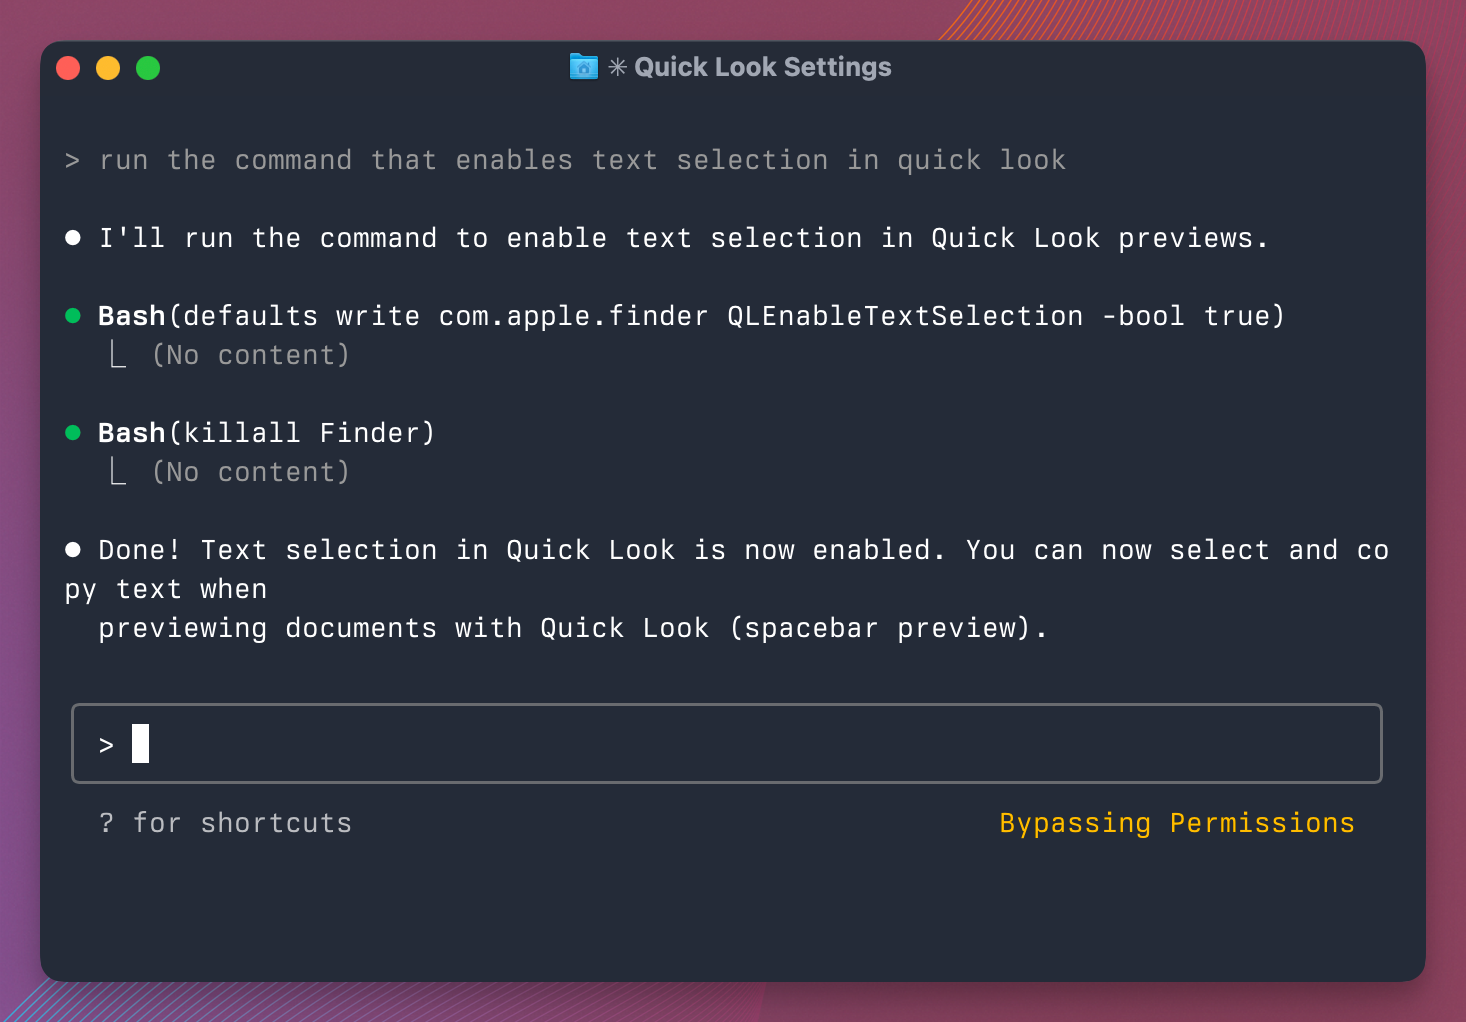 ✳ Quick Look Settings
> run the command that enables text selection in quick look
● I'll run the command to enable text selection in Quick Look previews.
● Bash(defaults write com.apple.finder QLEnableTextSelection -bool true)
⎿ (No content)
● Bash(killall Finder)
⎿ (No content)
● Done! Text selection in Quick Look is now enabled. You can now select and co
py text when
previewing documents with Quick Look (spacebar preview).
>
? for shortcuts Bypassing Permissions